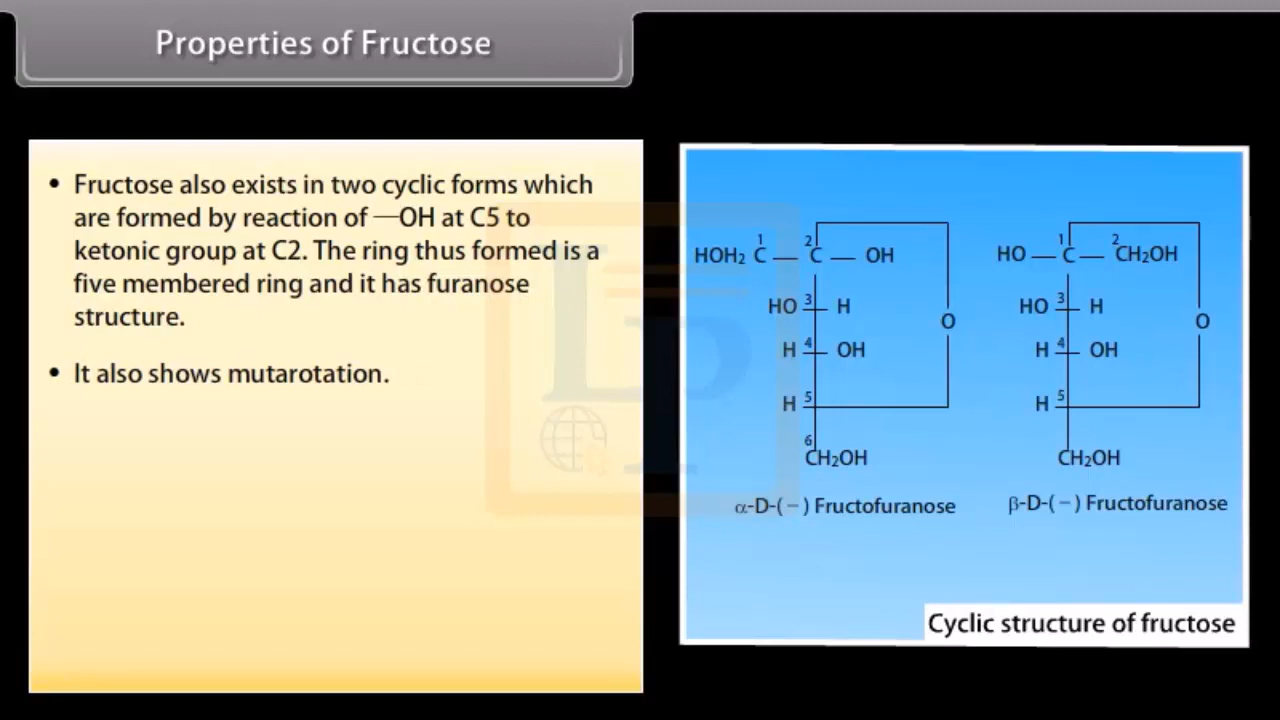 Properties of Fructose
• Fructose also exists in two cyclic forms which
are formed by reaction of —OH at C5 to
ketonic group at C2. The ring thus formed is a
five membered ring and it has furanose
structure.
• It also shows mutarotation.
1 2
HOH₂ C — C — OH
HO 3 H
O
H 4 OH
H 5
6
CH₂OH
α-D-(−) Fructofuranose
1 2
HO — C — CH₂OH
HO 3 H
O
H 4 OH
H 5
CH₂OH
β-D-(−) Fructofuranose
Cyclic structure of fructose